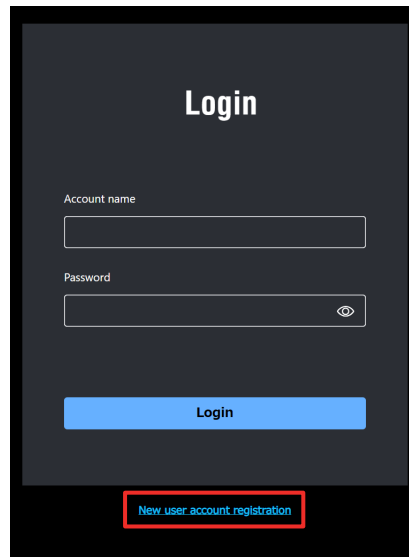 Login
Account name
Password
Login
New user account registration